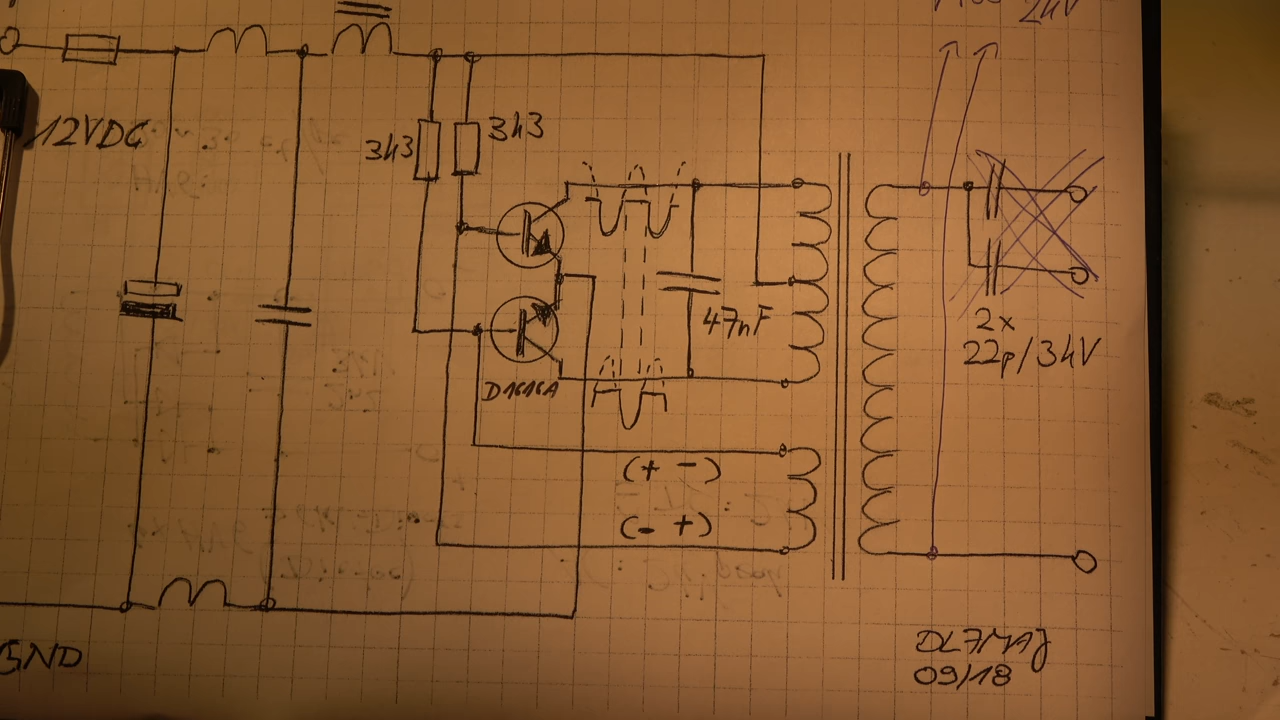 24V
12VDC
3k3
3k3
47nF
D1616A
2x
22p/3kV
(+ -)
(- +)
GND
DL7MAJ
09/18